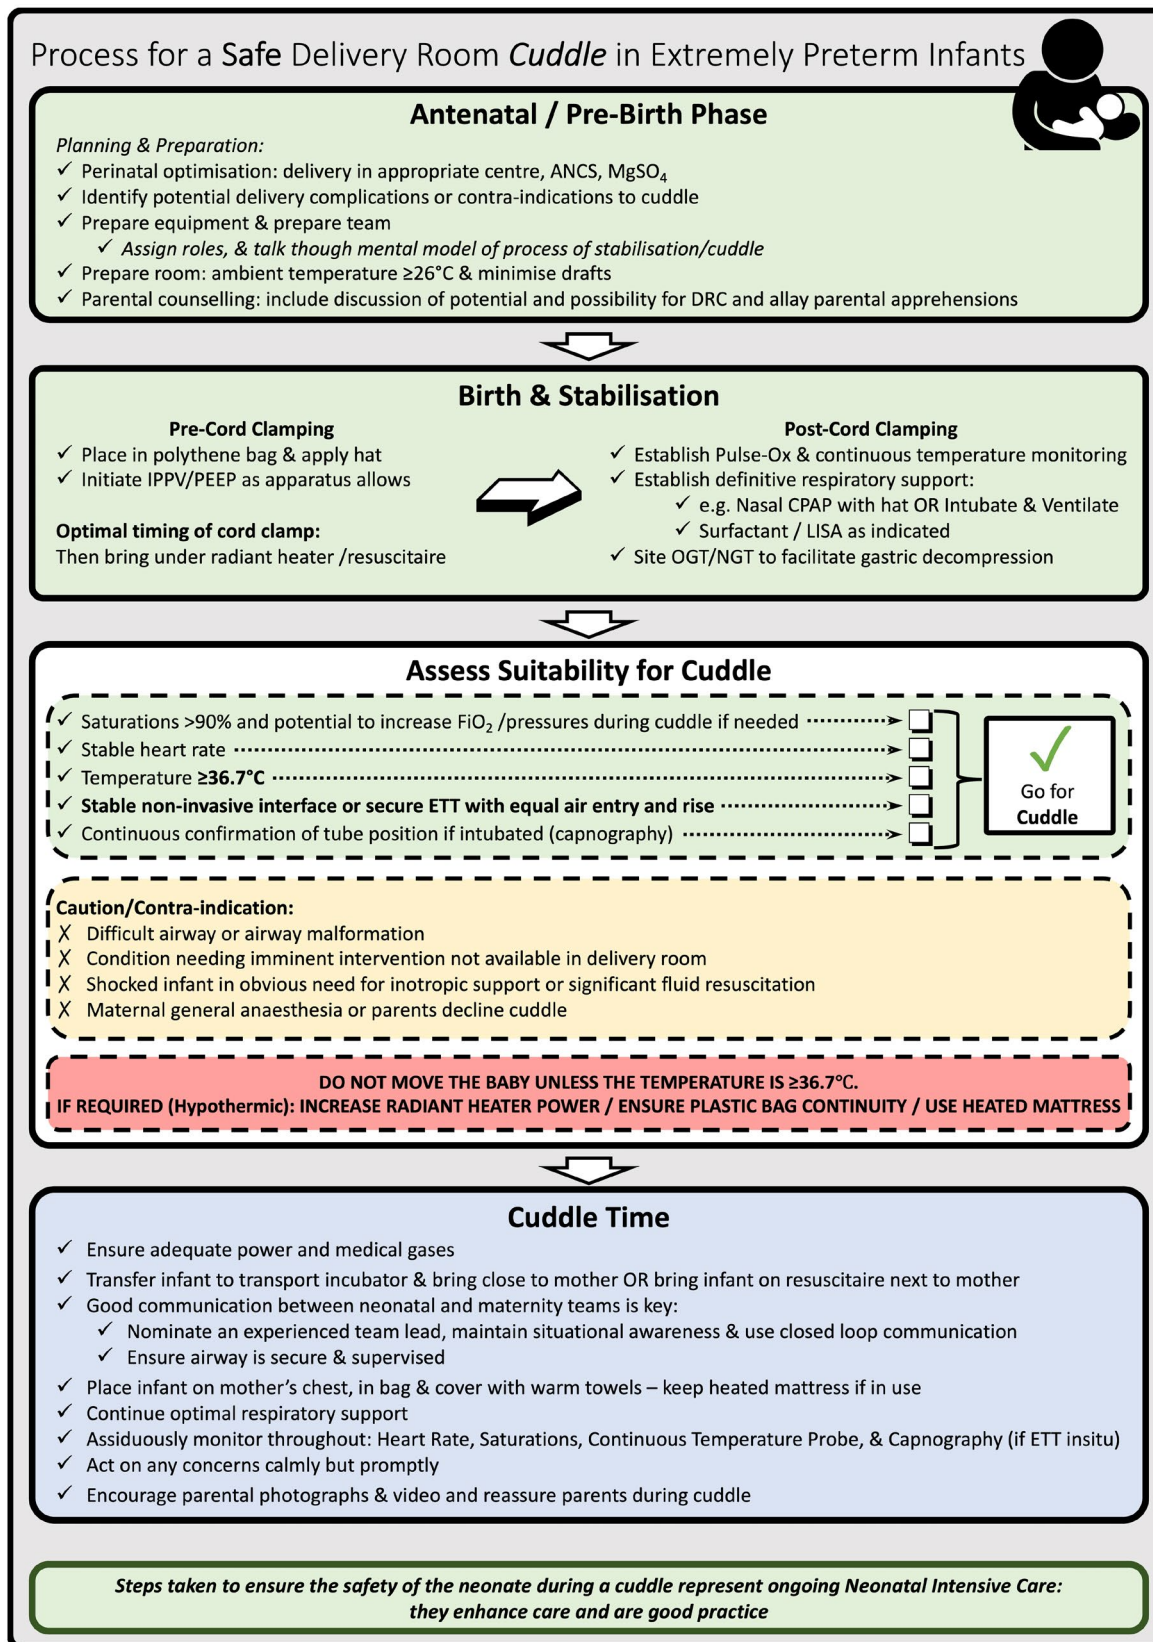 Process for a Safe Delivery Room Cuddle in Extremely Preterm Infants
Antenatal / Pre-Birth Phase
Planning & Preparation:
✓ Perinatal optimisation: delivery in appropriate centre, ANCS, MgSO₄
✓ Identify potential delivery complications or contra-indications to cuddle
✓ Prepare equipment & prepare team
✓ Assign roles, & talk though mental model of process of stabilisation/cuddle
✓ Prepare room: ambient temperature ≥26°C & minimise drafts
✓ Parental counselling: include discussion of potential and possibility for DRC and allay parental apprehensions
Birth & Stabilisation
Pre-Cord Clamping
✓ Place in polythene bag & apply hat
✓ Initiate IPPV/PEEP as apparatus allows
Optimal timing of cord clamp:
Then bring under radiant heater /resuscitaire
Post-Cord Clamping
✓ Establish Pulse-Ox & continuous temperature monitoring
✓ Establish definitive respiratory support:
✓ e.g. Nasal CPAP with hat OR Intubate & Ventilate
✓ Surfactant / LISA as indicated
✓ Site OGT/NGT to facilitate gastric decompression
Assess Suitability for Cuddle
✓ Saturations >90% and potential to increase FiO₂ /pressures during cuddle if needed
✓ Stable heart rate
✓ Temperature ≥36.7°C
✓ Stable non-invasive interface or secure ETT with equal air entry and rise
✓ Continuous confirmation of tube position if intubated (capnography)
✓
Go for
Cuddle
Caution/Contra-indication:
✗ Difficult airway or airway malformation
✗ Condition needing imminent intervention not available in delivery room
✗ Shocked infant in obvious need for inotropic support or significant fluid resuscitation
✗ Maternal general anaesthesia or parents decline cuddle
DO NOT MOVE THE BABY UNLESS THE TEMPERATURE IS ≥36.7°C.
IF REQUIRED (Hypothermic): INCREASE RADIANT HEATER POWER / ENSURE PLASTIC BAG CONTINUITY / USE HEATED MATTRESS
Cuddle Time
✓ Ensure adequate power and medical gases
✓ Transfer infant to transport incubator & bring close to mother OR bring infant on resuscitaire next to mother
✓ Good communication between neonatal and maternity teams is key:
✓ Nominate an experienced team lead, maintain situational awareness & use closed loop communication
✓ Ensure airway is secure & supervised
✓ Place infant on mother's chest, in bag & cover with warm towels – keep heated mattress if in use
✓ Continue optimal respiratory support
✓ Assiduously monitor throughout: Heart Rate, Saturations, Continuous Temperature Probe, & Capnography (if ETT insitu)
✓ Act on any concerns calmly but promptly
✓ Encourage parental photographs & video and reassure parents during cuddle
Steps taken to ensure the safety of the neonate during a cuddle represent ongoing Neonatal Intensive Care:
they enhance care and are good practice